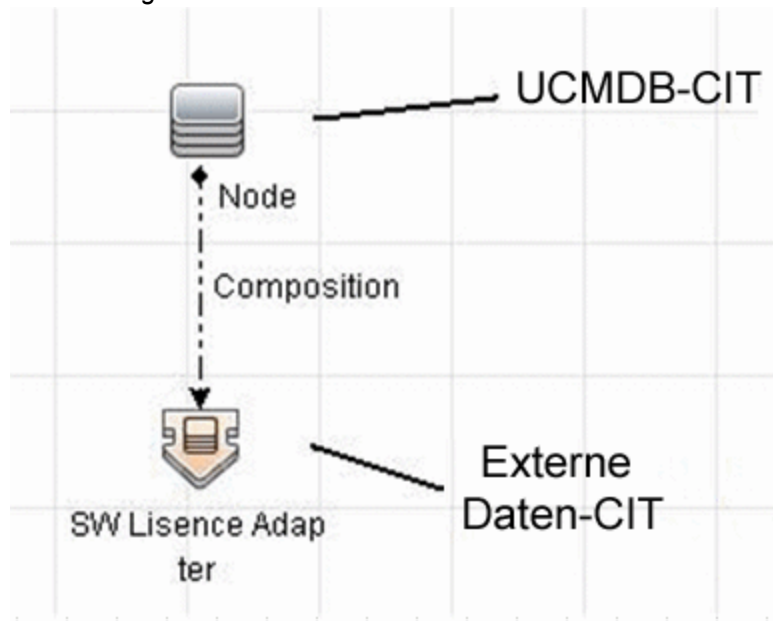 UCMDB-CIT
Node
Composition
Externe
Daten-CIT
SW Lisence Adap
ter